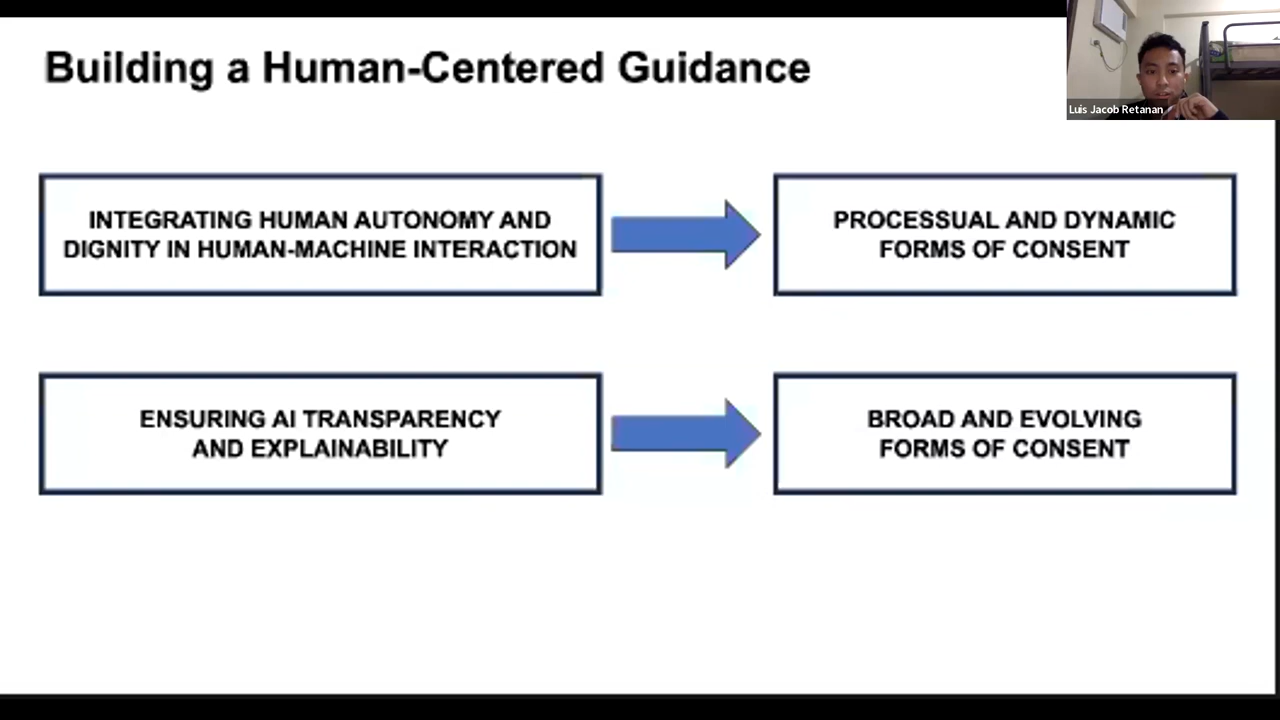 Building a Human-Centered Guidance
Luis Jacob Retanan
INTEGRATING HUMAN AUTONOMY AND
DIGNITY IN HUMAN-MACHINE INTERACTION
PROCESSUAL AND DYNAMIC
FORMS OF CONSENT
ENSURING AI TRANSPARENCY
AND EXPLAINABILITY
BROAD AND EVOLVING
FORMS OF CONSENT